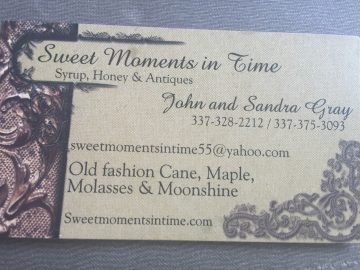 Sweet Moments in Time
Syrup, Honey & Antiques
John and Sandra Gray
337-328-2212 / 337-375-3093
sweetmomentsintime55@yahoo.com
Old fashion Cane, Maple,
Molasses & Moonshine
Sweetmomentsintime.com